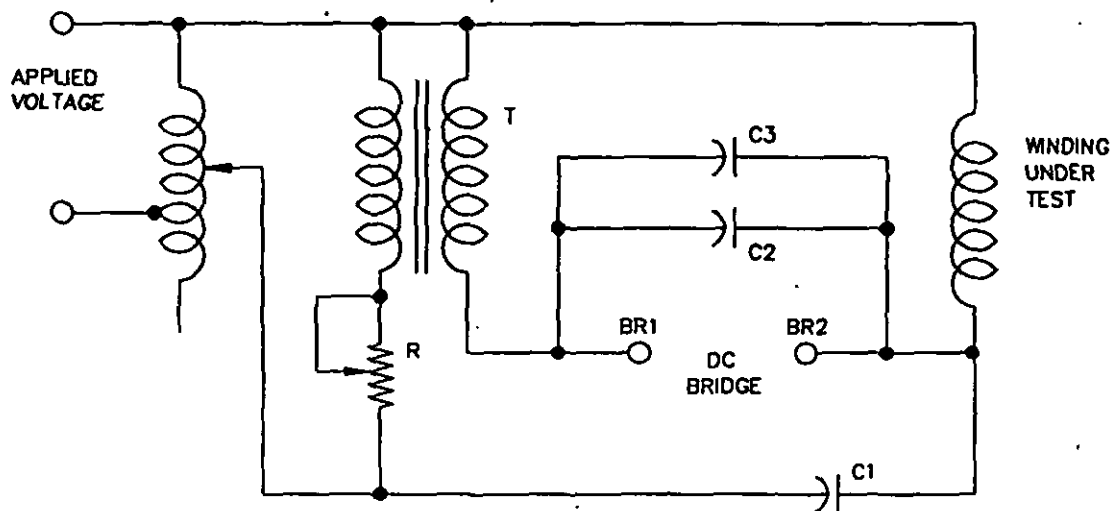 APPLIED
VOLTAGE
T
C3
C2
WINDING
UNDER
TEST
BR1
BR2
R
DC
BRIDGE
C1